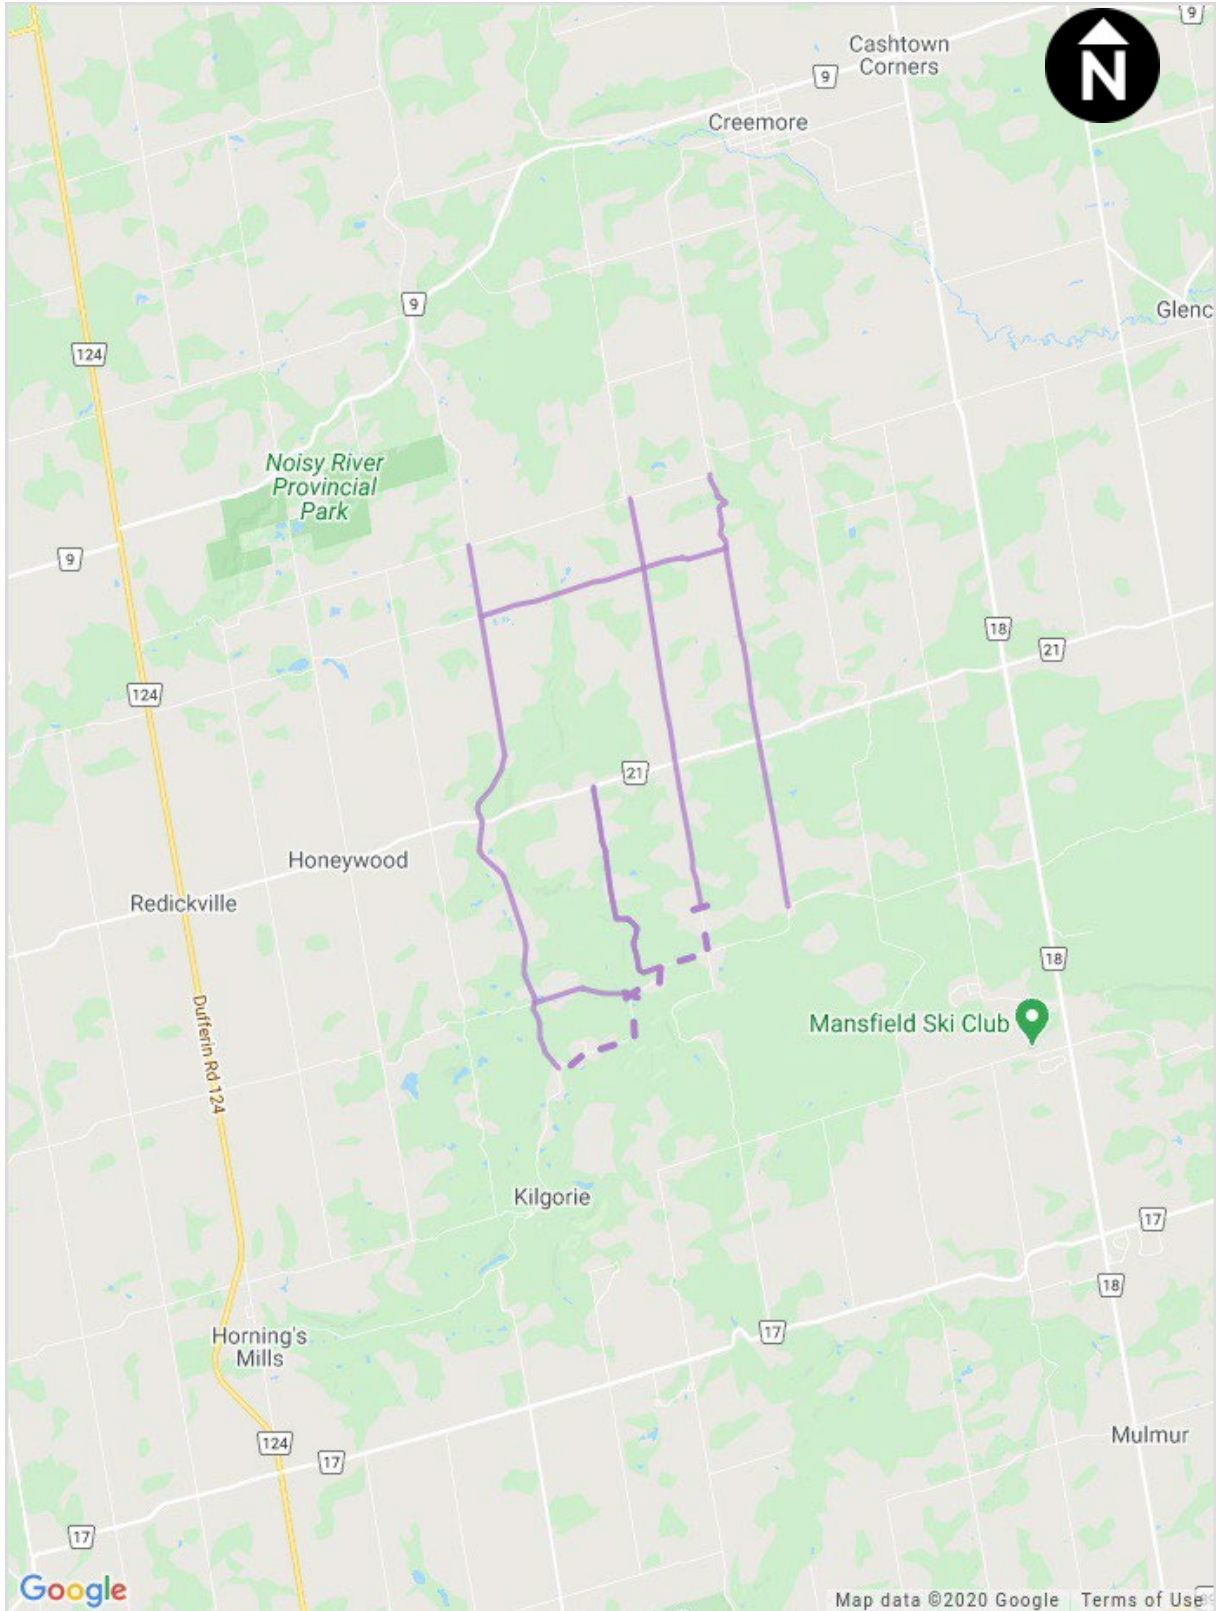 9
Cashtown
Corners
N
9
Creemore
9
Glenc
124
Noisy River
Provincial
Park
9
18
21
124
21
Honeywood
Redickville
18
Dufferin Rd 124
Mansfield Ski Club
Kilgorie
17
18
17
Horning's
Mills
124
17
Mulmur
17
Google
Map data ©2020 Google
Terms of Use